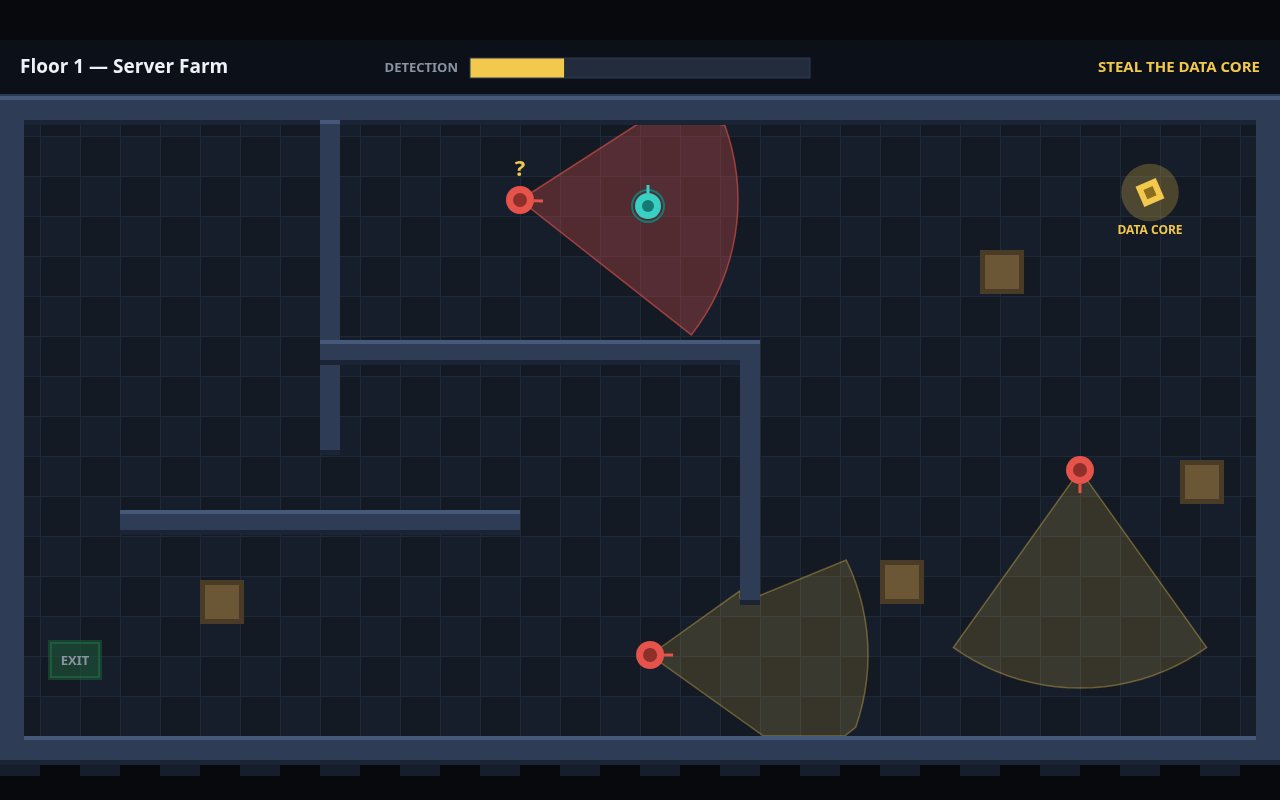 Floor 1 — Server Farm
DETECTION
STEAL THE DATA CORE
?
DATA CORE
EXIT